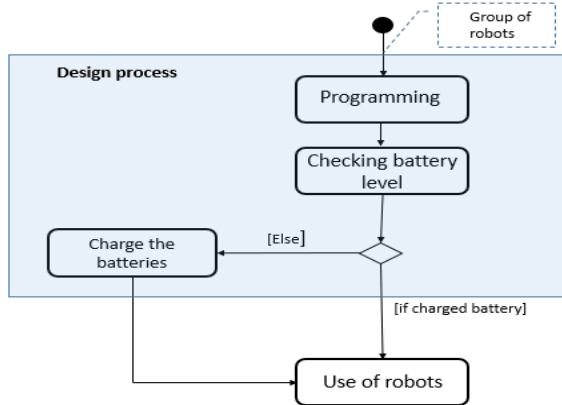 Group of
robots
Design process
Programming
Checking battery
level
[Else]
Charge the
batteries
[if charged battery]
Use of robots